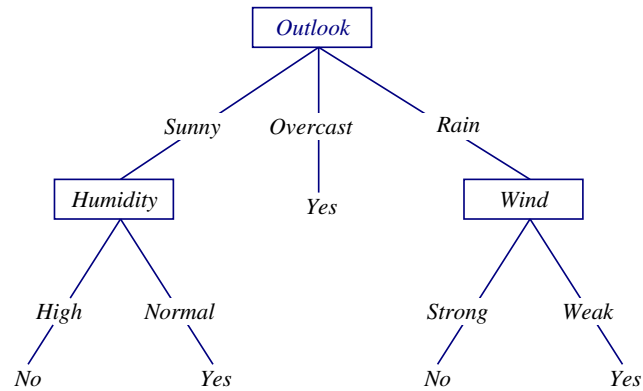 Outlook
Sunny Overcast Rain
Humidity Yes Wind
High Normal Strong Weak
No Yes No Yes